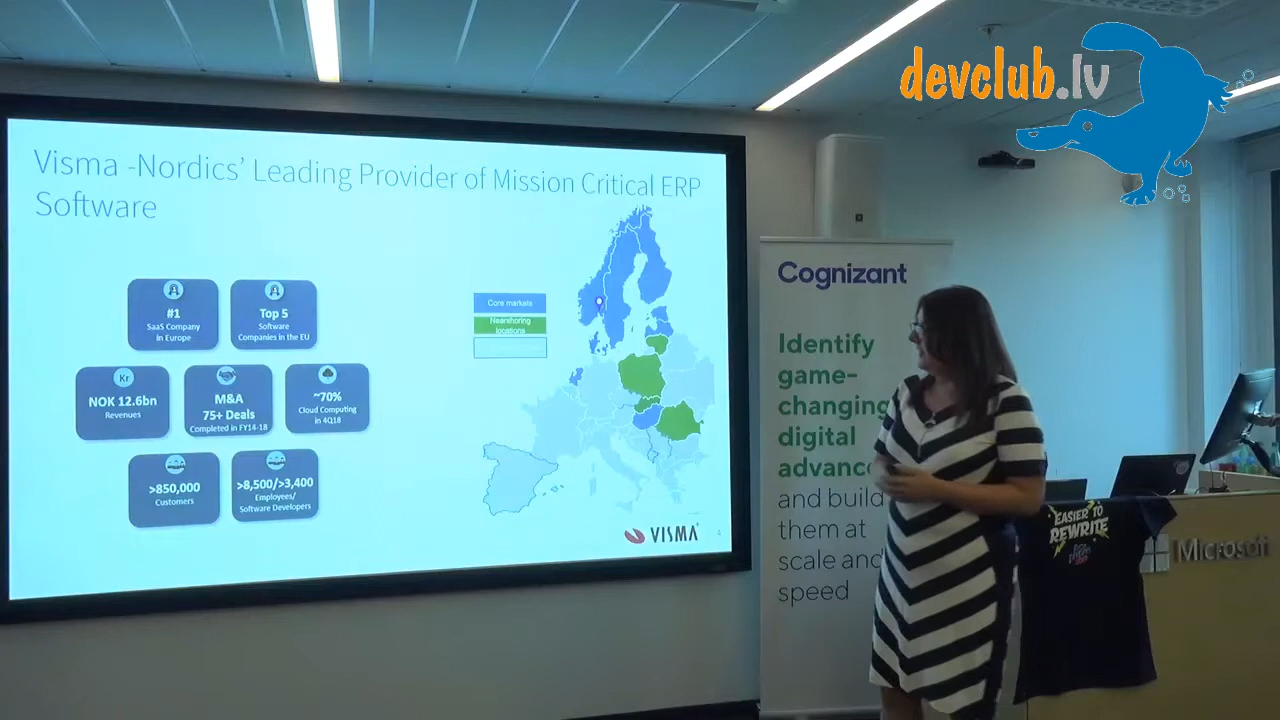 devclub.lv
Visma -Nordics' Leading Provider of Mission Critical ERP
Software
#1
SaaS Company
in Europe
Top 5
Software
Companies in the EU
Kr
NOK 12.6bn
Revenues
M&A
75+ Deals
Completed in FY14-18
~70%
Cloud Computing
in 4Q18
>850,000
Customers
>8,500/>3,400
Employees/
Software Developers
Core markets
Nearshoring
locations
VISMA
4
Cognizant
Identify
game-
changing
digital
advance
and build
them at
scale and
speed
EASIER TO
REWRITE
Microsoft